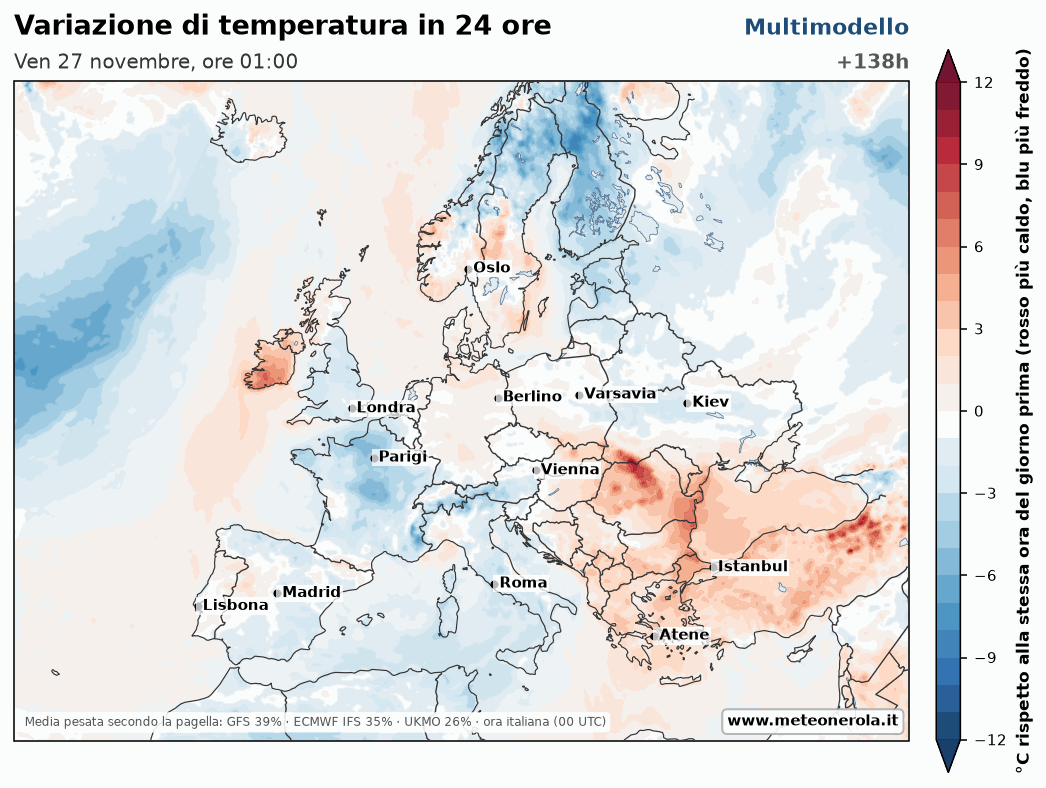 Variazione di temperatura in 24 ore
Multimodello
Ven 27 novembre, ore 01:00
+138h
Oslo
Berlino
Varsavia
Kiev
Londra
Parigi
Vienna
Istanbul
Roma
Madrid
Lisbona
Atene
Media pesata secondo la pagella: GFS 39% · ECMWF IFS 35% · UKMO 26% · ora italiana (00 UTC)
www.meteonerola.it
12
9
6
3
0
−3
−6
−9
−12
°C rispetto alla stessa ora del giorno prima (rosso più caldo, blu più freddo)